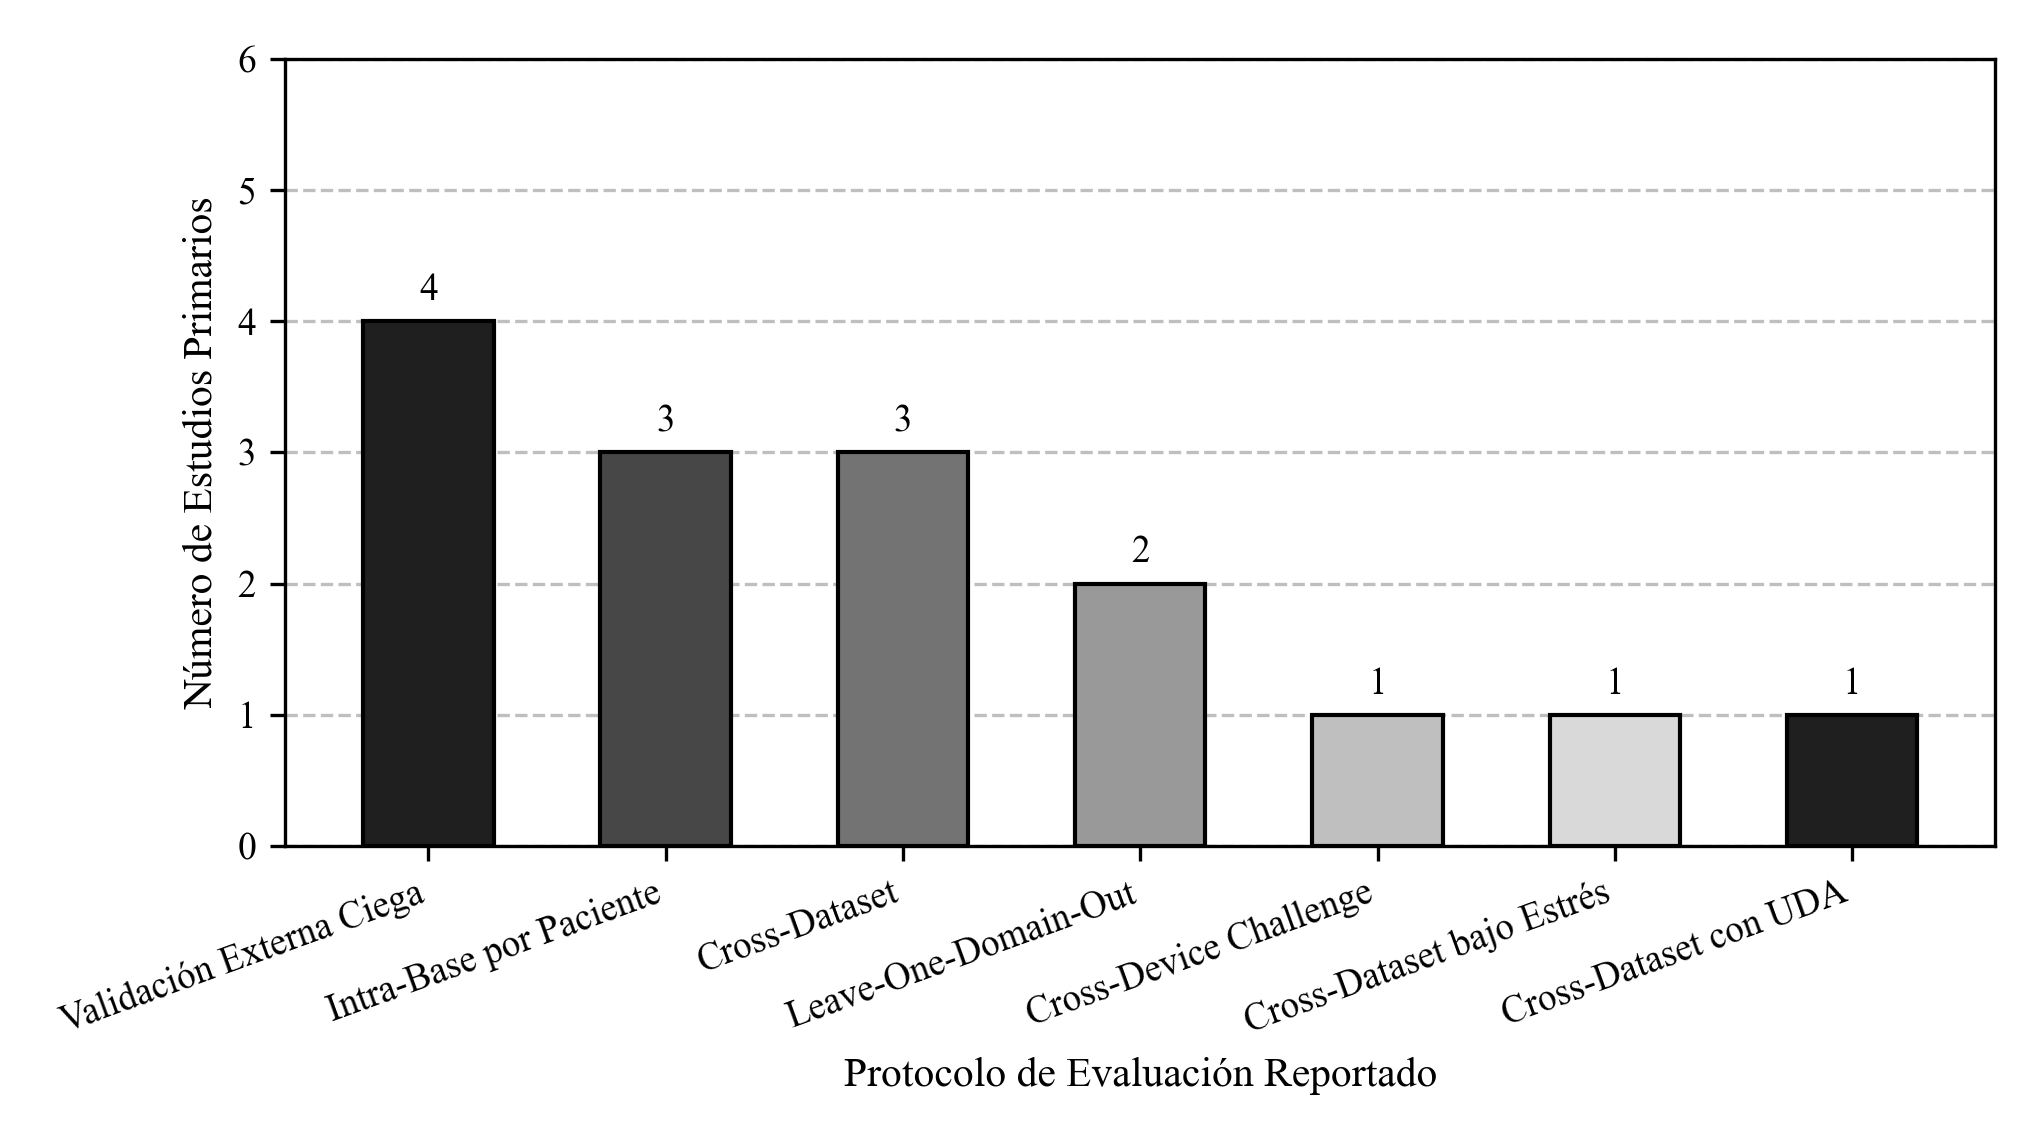 Número de Estudios Primarios
6
5
4
3
2
1
0
4
3
3
2
1
1
1
Validación Externa Ciega
Intra-Base por Paciente
Cross-Dataset
Leave-One-Domain-Out
Cross-Device Challenge
Cross-Dataset bajo Estrés
Cross-Dataset con UDA
Protocolo de Evaluación Reportado